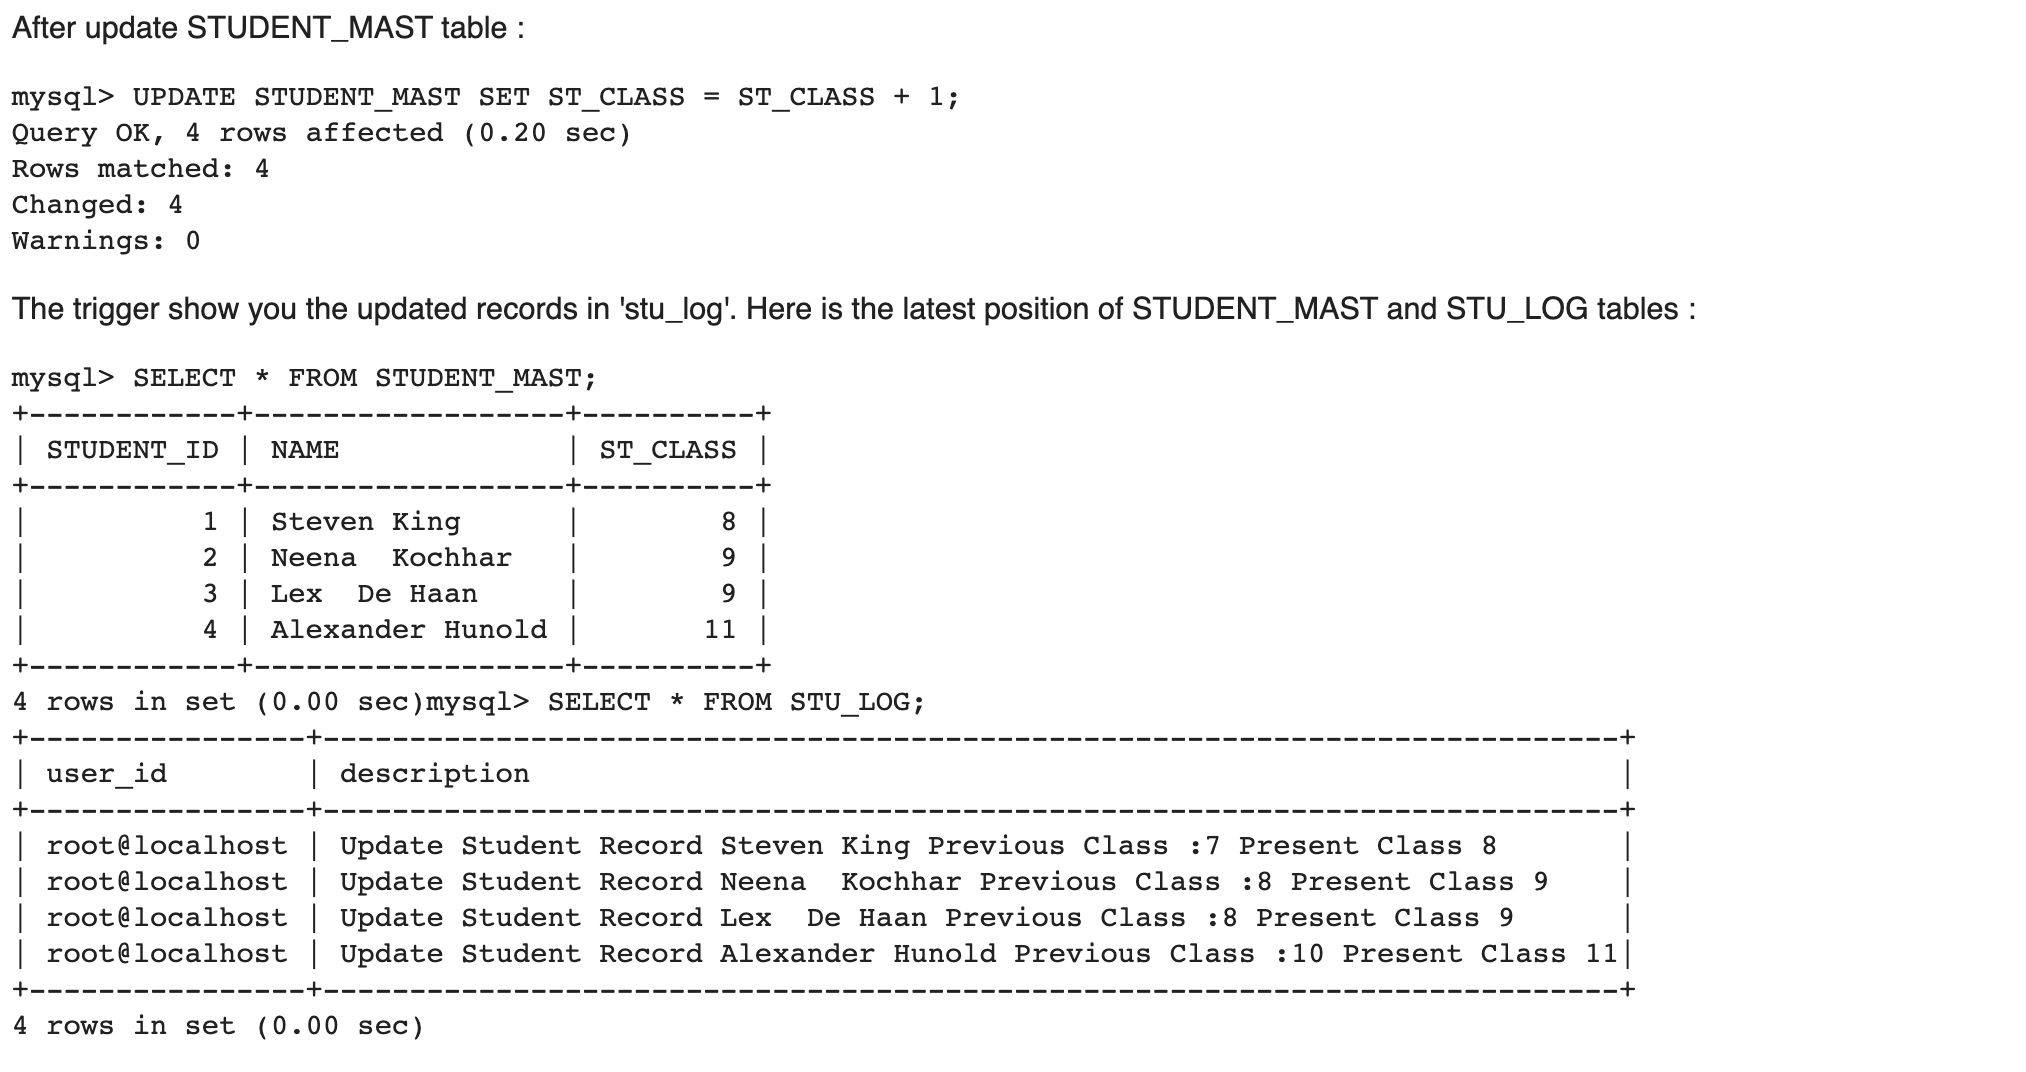 After update STUDENT_MAST table :
mysql> UPDATE STUDENT_MAST SET ST_CLASS = ST_CLASS + 1;
Query OK, 4 rows affected (0.20 sec)
Rows matched: 4
Changed: 4
Warnings: 0
The trigger show you the updated records in 'stu_log'. Here is the latest position of STUDENT_MAST and STU_LOG tables :
mysql> SELECT * FROM STUDENT_MAST;
+------------+------------------+----------+
| STUDENT_ID | NAME             | ST_CLASS |
+------------+------------------+----------+
|          1 | Steven King      |        8 |
|          2 | Neena  Kochhar   |        9 |
|          3 | Lex  De Haan     |        9 |
|          4 | Alexander Hunold |       11 |
+------------+------------------+----------+
4 rows in set (0.00 sec)mysql> SELECT * FROM STU_LOG;
+----------------+---------------------------------------------------------------------------+
| user_id        | description                                                               |
+----------------+---------------------------------------------------------------------------+
| root@localhost | Update Student Record Steven King Previous Class :7 Present Class 8       |
| root@localhost | Update Student Record Neena  Kochhar Previous Class :8 Present Class 9    |
| root@localhost | Update Student Record Lex  De Haan Previous Class :8 Present Class 9      |
| root@localhost | Update Student Record Alexander Hunold Previous Class :10 Present Class 11|
+----------------+---------------------------------------------------------------------------+
4 rows in set (0.00 sec)